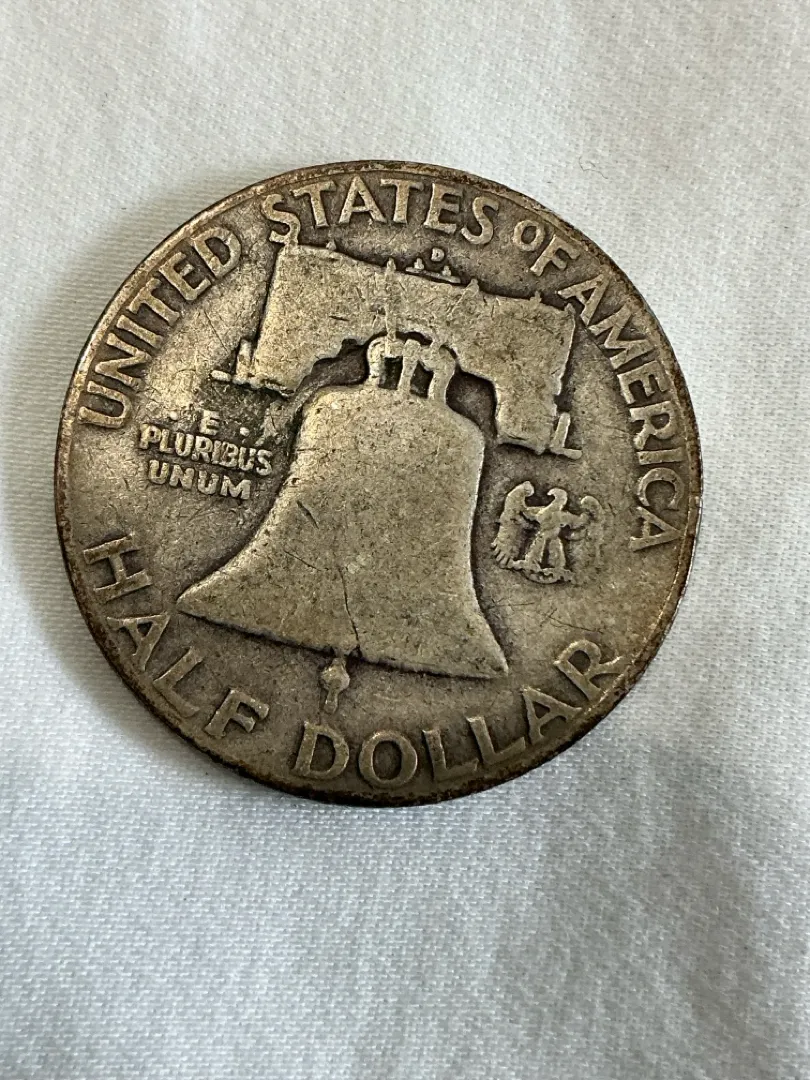 UNITED STATES OF AMERICA
D
· E ·
PLURIBUS
UNUM
HALF DOLLAR